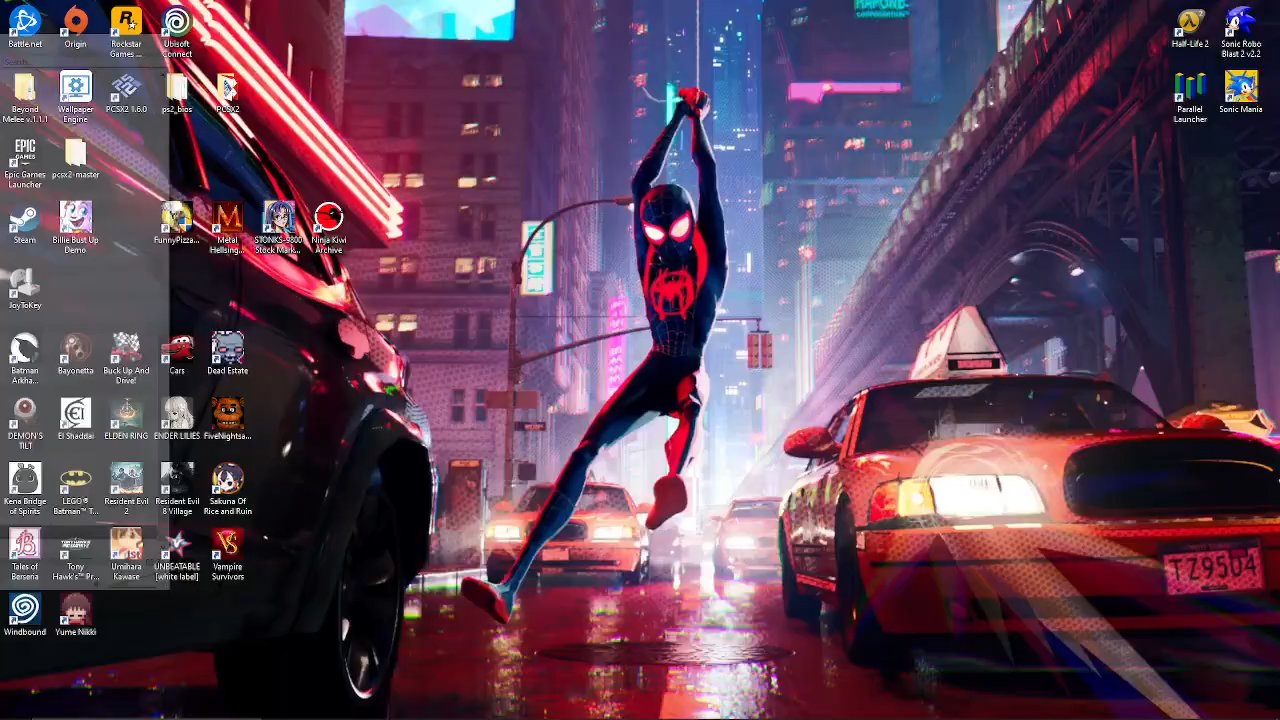 Battle.net
Origin
Rockstar
Games ...
Ubisoft
Connect
Half-Life 2
Sonic Robo
Blast 2 v2.2
Search...
Beyond
Melee v.1.1.1
Wallpaper
Engine
PCSX2 1.6.0
ps2_bios
PCSX2
Parallel
Launcher
Sonic Mania
EPIC
GAMES
Epic Games
Launcher
pcsx2-master
Steam
Billie Bust Up
Demo
FunnyPizza...
Metal
Hellsing...
STONKS-9800
Stock Mark...
Ninja Kiwi
Archive
JoyToKey
Batman
Arkha...
Bayonetta
Buck Up And
Drive!
Cars
Dead Estate
DEMON'S
TILT
El Shaddai
ELDEN RING
ENDER LILIES
FiveNightsa...
Kena Bridge
of Spirits
LEGO®
Batman™ T...
Resident Evil
2
Resident Evil
8 Village
Sakuna Of
Rice and Ruin
Tales of
Berseria
Tony
Hawk's™ Pr...
Umihara
Kawase
UNBEATABLE
[white label]
Vampire
Survivors
Windbound
Yume Nikki
TZ9504